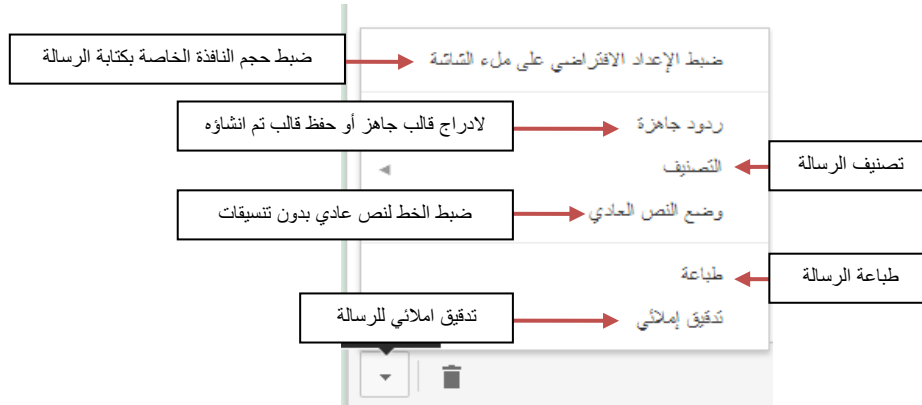 ضبط حجم النافذة الخاصة بكتابة الرسالة
ضبط الإعداد الافتراضي على ملء الشاشة
لادراج قالب جاهز أو حفظ قالب تم انشاؤه
ردود جاهزة
تصنيف الرسالة
التصنيف
ضبط الخط لنص عادي بدون تنسيقات
وضع النص العادي
طباعة الرسالة
طباعة
تدقيق املائي للرسالة
تدقيق إملائي